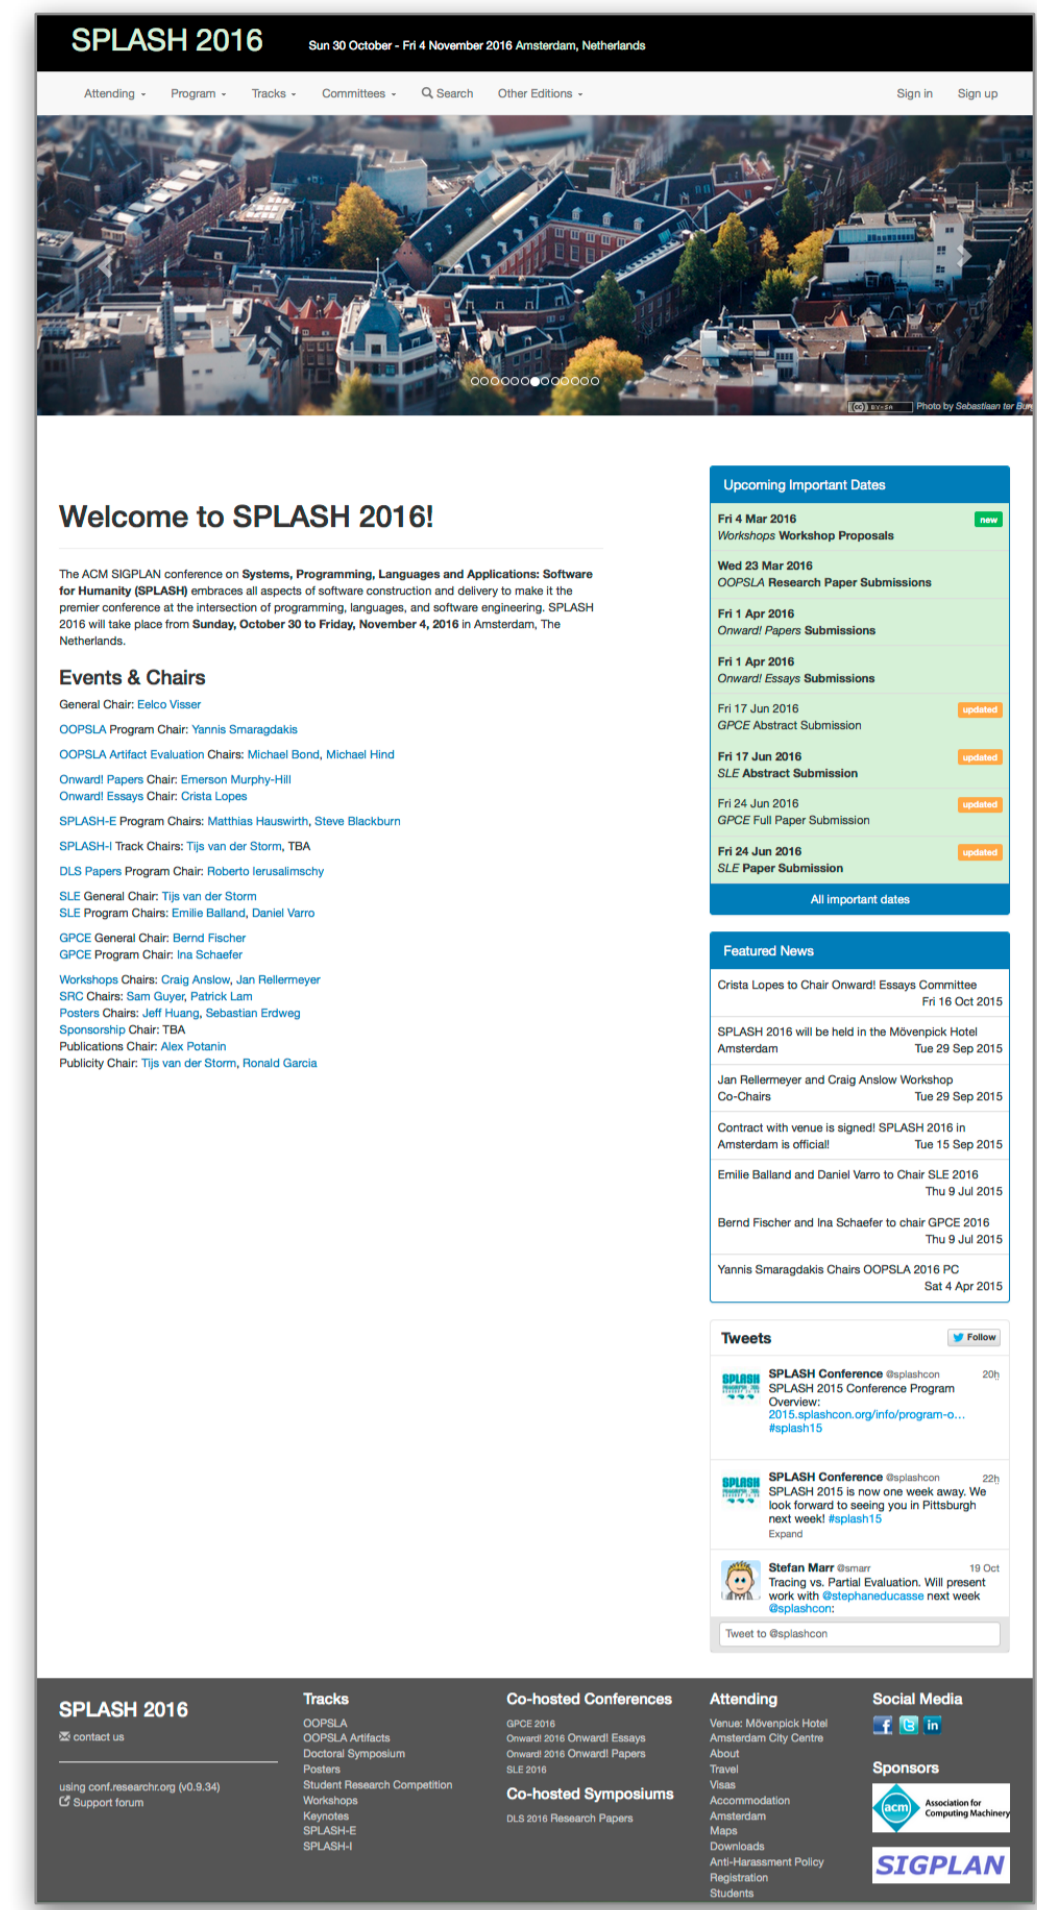 SPLASH 2016
Sun 30 October - Fri 4 November 2016 Amsterdam, Netherlands
Attending
Program
Tracks
Committees
Search
Other Editions
Sign in
Sign up
Photo by Sebastiaan ter
Welcome to SPLASH 2016!
The ACM SIGPLAN conference on Systems, Programming, Languages and Applications: Software
for Humanity (SPLASH) embraces all aspects of software construction and delivery to make it the
premier conference at the intersection of programming, languages, and software engineering. SPLASH
2016 will take place from Sunday, October 30 to Friday, November 4, 2016 in Amsterdam, The
Netherlands.
Events & Chairs
General Chair: Eelco Visser
OOPSLA Program Chair: Yannis Smaragdakis
OOPSLA Artifact Evaluation Chairs: Michael Bond, Michael Hind
Onward! Papers Chair: Emerson Murphy-Hill
Onward! Essays Chair: Crista Lopes
SPLASH-E Program Chairs: Matthias Hauswirth, Steve Blackburn
SPLASH-I Track Chairs: Tijs van der Storm, TBA
DLS Papers Program Chair: Roberto Ierusalimschy
SLE General Chair: Tijs van der Storm
SLE Program Chairs: Emilie Balland, Daniel Varro
GPCE General Chair: Bernd Fischer
GPCE Program Chair: Ina Schaefer
Workshops Chairs: Craig Anslow, Jan Rellermeyer
SRC Chairs: Sam Guyer, Patrick Lam
Posters Chairs: Jeff Huang, Sebastian Erdweg
Sponsorship Chair: TBA
Publications Chair: Alex Potanin
Publicity Chair: Tijs van der Storm, Ronald Garcia
Upcoming Important Dates
Fri 4 Mar 2016 new
Workshops Workshop Proposals
Wed 23 Mar 2016
OOPSLA Research Paper Submissions
Fri 1 Apr 2016
Onward! Papers Submissions
Fri 1 Apr 2016
Onward! Essays Submissions
Fri 17 Jun 2016 updated
GPCE Abstract Submission
Fri 17 Jun 2016 updated
SLE Abstract Submission
Fri 24 Jun 2016 updated
GPCE Full Paper Submission
Fri 24 Jun 2016 updated
SLE Paper Submission
All important dates
Featured News
Crista Lopes to Chair Onward! Essays Committee
Fri 16 Oct 2015
SPLASH 2016 will be held in the Mövenpick Hotel
Amsterdam Tue 29 Sep 2015
Jan Rellermeyer and Craig Anslow Workshop
Co-Chairs Tue 29 Sep 2015
Contract with venue is signed! SPLASH 2016 in
Amsterdam is official! Tue 15 Sep 2015
Emilie Balland and Daniel Varro to Chair SLE 2016
Thu 9 Jul 2015
Bernd Fischer and Ina Schaefer to chair GPCE 2016
Thu 9 Jul 2015
Yannis Smaragdakis Chairs OOPSLA 2016 PC
Sat 4 Apr 2015
Tweets Follow
SPLASH
SPLASH Conference @splashcon 20h
SPLASH 2015 Conference Program
Overview:
2015.splashcon.org/info/program-o…
#splash15
SPLASH
SPLASH Conference @splashcon 22h
SPLASH 2015 is now one week away. We
look forward to seeing you in Pittsburgh
next week! #splash15
Expand
Stefan Marr @smarr 19 Oct
Tracing vs. Partial Evaluation. Will present
work with @stephaneducasse next week
@splashcon:
Tweet to @splashcon
SPLASH 2016
contact us
using conf.researchr.org (v0.9.34)
Support forum
Tracks
OOPSLA
OOPSLA Artifacts
Doctoral Symposium
Posters
Student Research Competition
Workshops
Keynotes
SPLASH-E
SPLASH-I
Co-hosted Conferences
GPCE 2016
Onward! 2016 Onward! Essays
Onward! 2016 Onward! Papers
SLE 2016
Co-hosted Symposiums
DLS 2016 Research Papers
Attending
Venue: Mövenpick Hotel
Amsterdam City Centre
About
Travel
Visas
Accommodation
Amsterdam
Maps
Downloads
Anti-Harassment Policy
Registration
Students
Social Media
Sponsors
acm
Association for
Computing Machinery
SIGPLAN